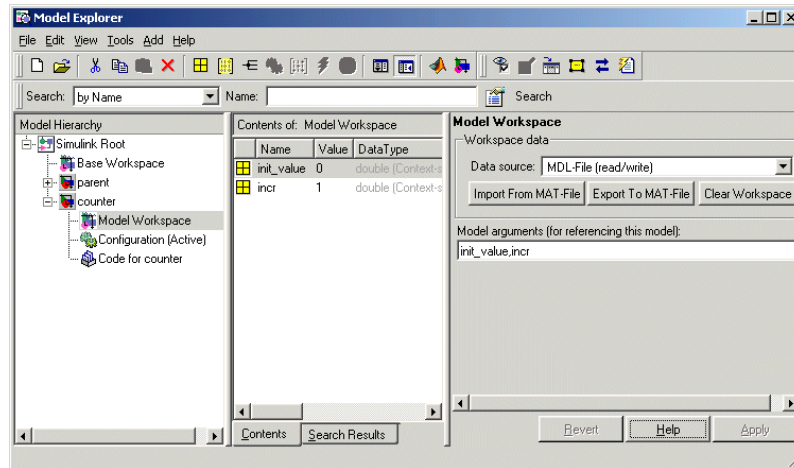 Model Explorer
File Edit View Tools Add Help
Search: by Name Name: Search
Model Hierarchy
Simulink Root
Base Workspace
parent
counter
Model Workspace
Configuration (Active)
Code for counter
Contents of: Model Workspace
Name Value DataType
init_value 0 double (Context-s
incr 1 double (Context-s
Contents Search Results
Model Workspace
Workspace data
Data source: MDL-File (read/write)
Import From MAT-File Export To MAT-File Clear Workspace
Model arguments (for referencing this model):
init_value,incr
Revert Help Apply